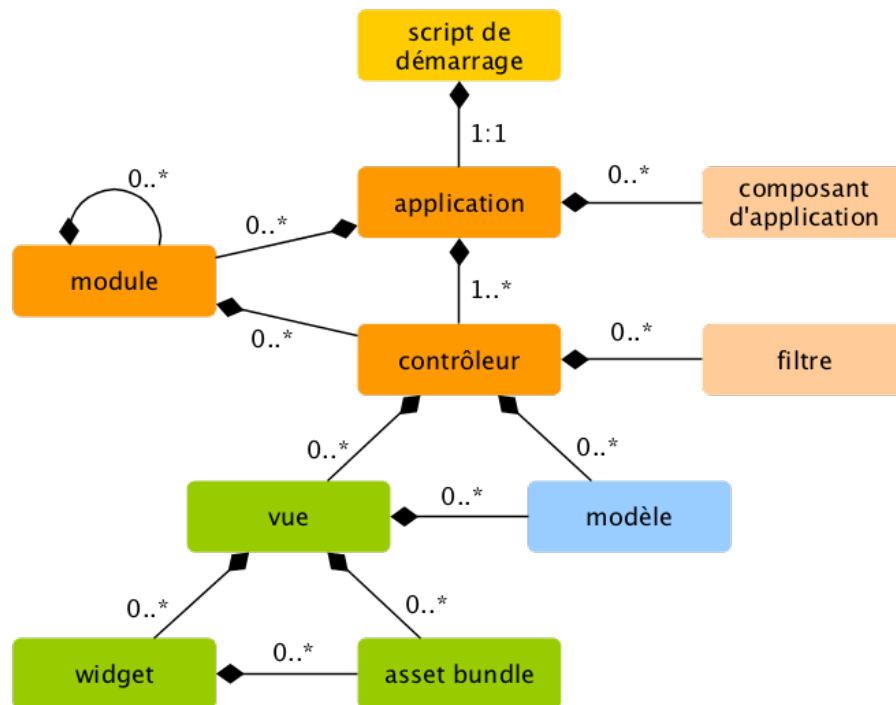 script de
démarrage
1:1
0..*
0..*
application
composant
d'application
0..*
module
1..*
0..*
0..*
contrôleur
filtre
0..*
0..*
vue
0..*
modèle
0..*
0..*
widget
0..*
asset bundle